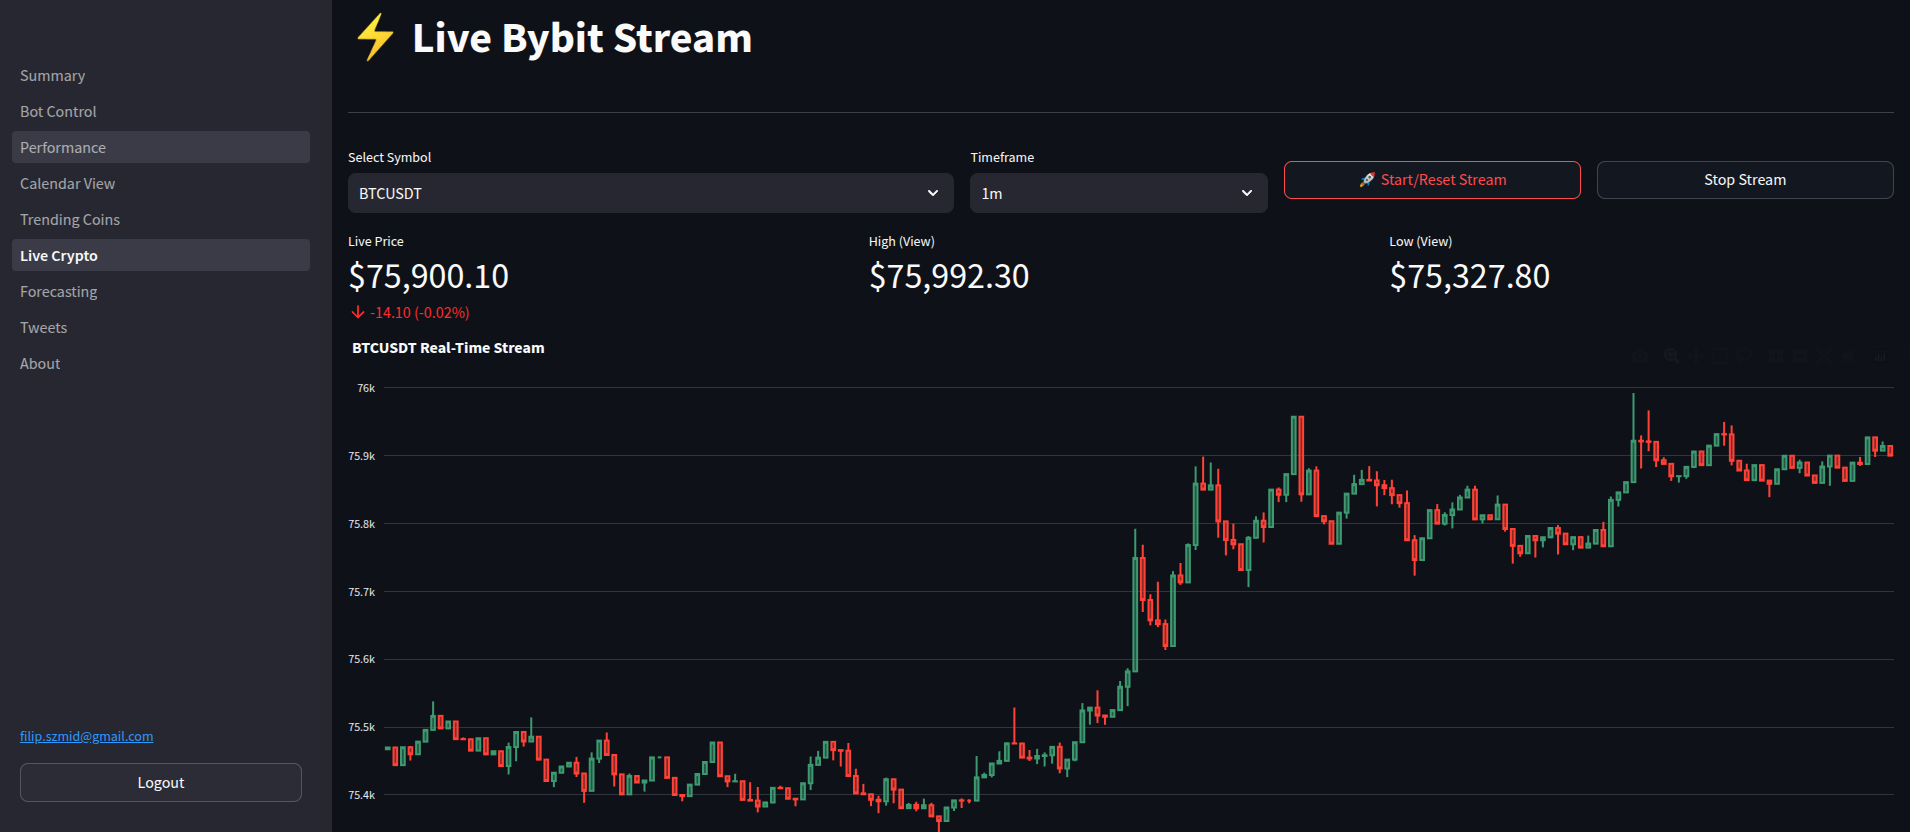 Summary
Bot Control
Performance
Calendar View
Trending Coins
Live Crypto
Forecasting
Tweets
About
filip.szmid@gmail.com
Logout
⚡ Live Bybit Stream
Select Symbol
BTCUSDT
Timeframe
1m
🚀 Start/Reset Stream
Stop Stream
Live Price
$75,900.10
↓ -14.10 (-0.02%)
High (View)
$75,992.30
Low (View)
$75,327.80
BTCUSDT Real-Time Stream
76k
75.9k
75.8k
75.7k
75.6k
75.5k
75.4k